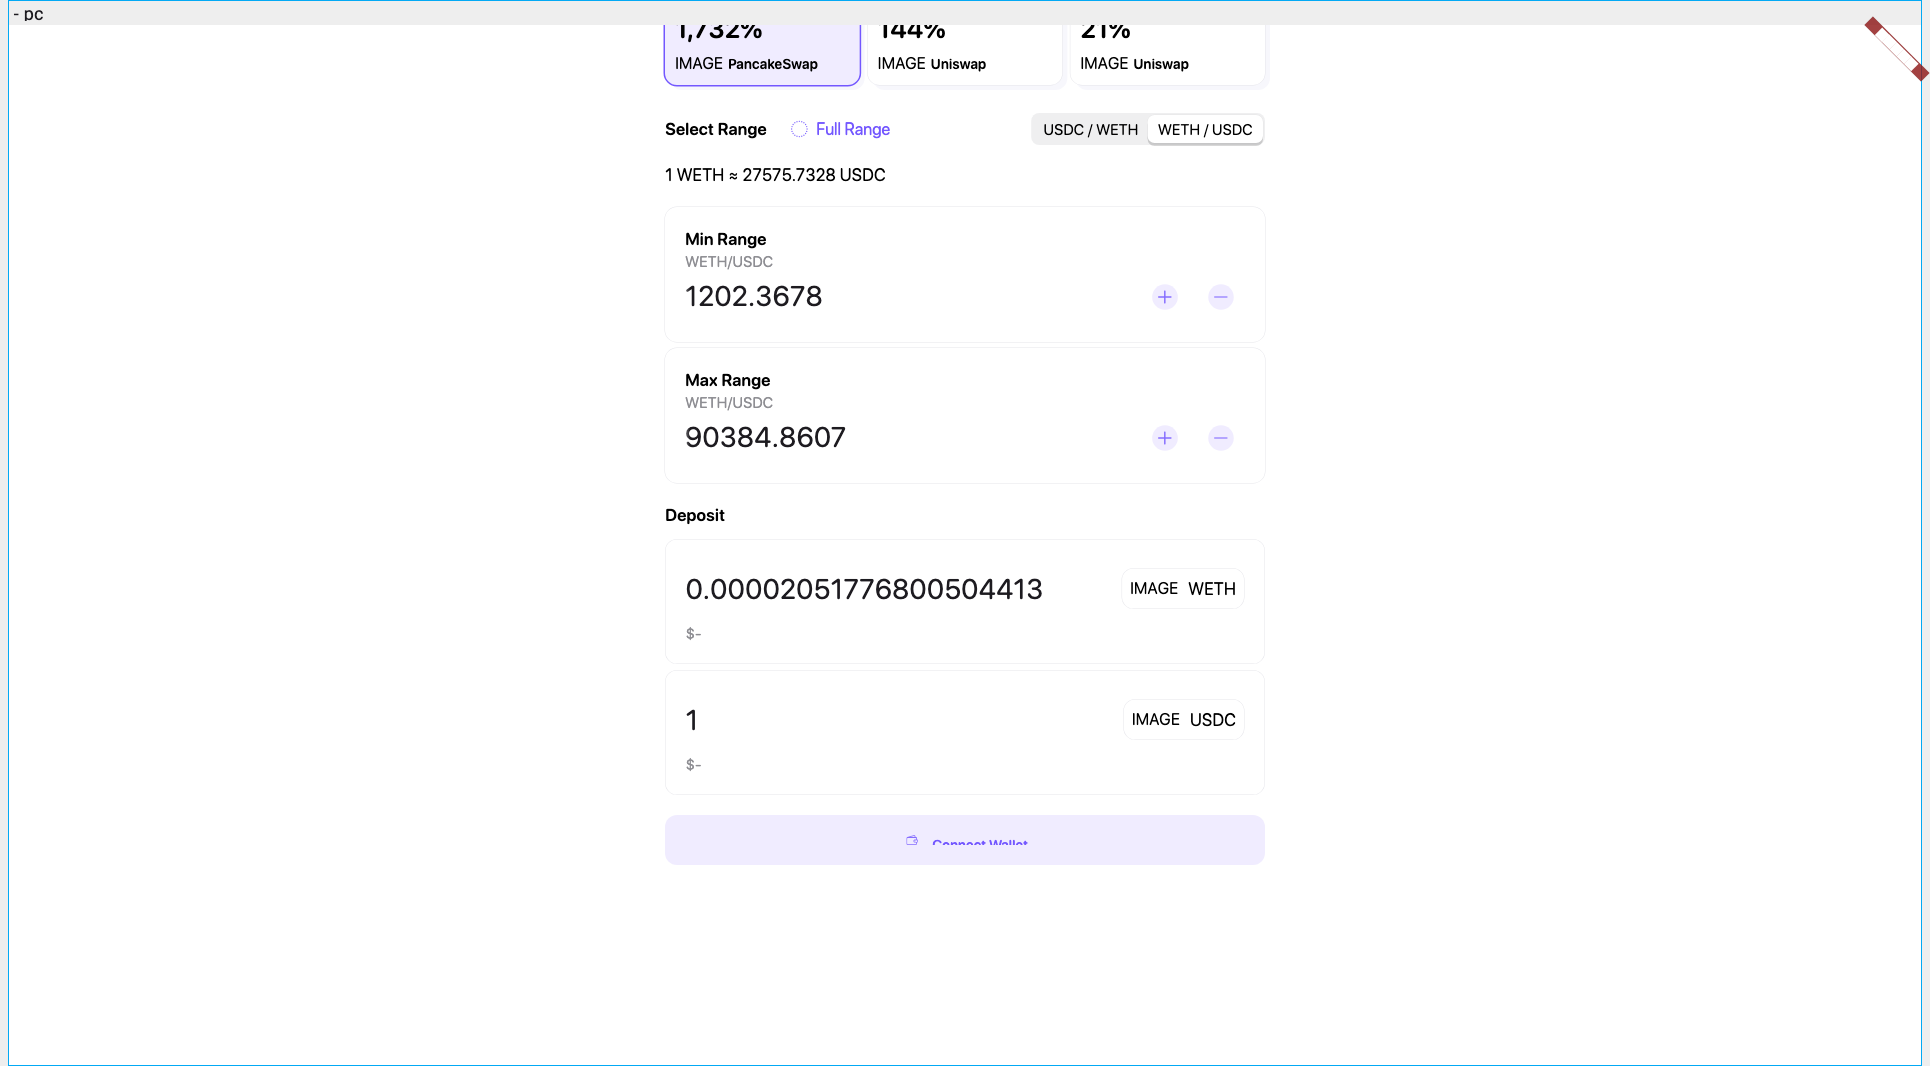 - pc
1,732% 144% 21%
IMAGE PancakeSwap IMAGE Uniswap IMAGE Uniswap
Select Range Full Range USDC / WETH WETH / USDC
1 WETH ≈ 27575.7328 USDC
Min Range
WETH/USDC
1202.3678
Max Range
WETH/USDC
90384.8607
Deposit
0.00002051776800504413 IMAGE WETH
$-
1 IMAGE USDC
$-
Connect Wallet